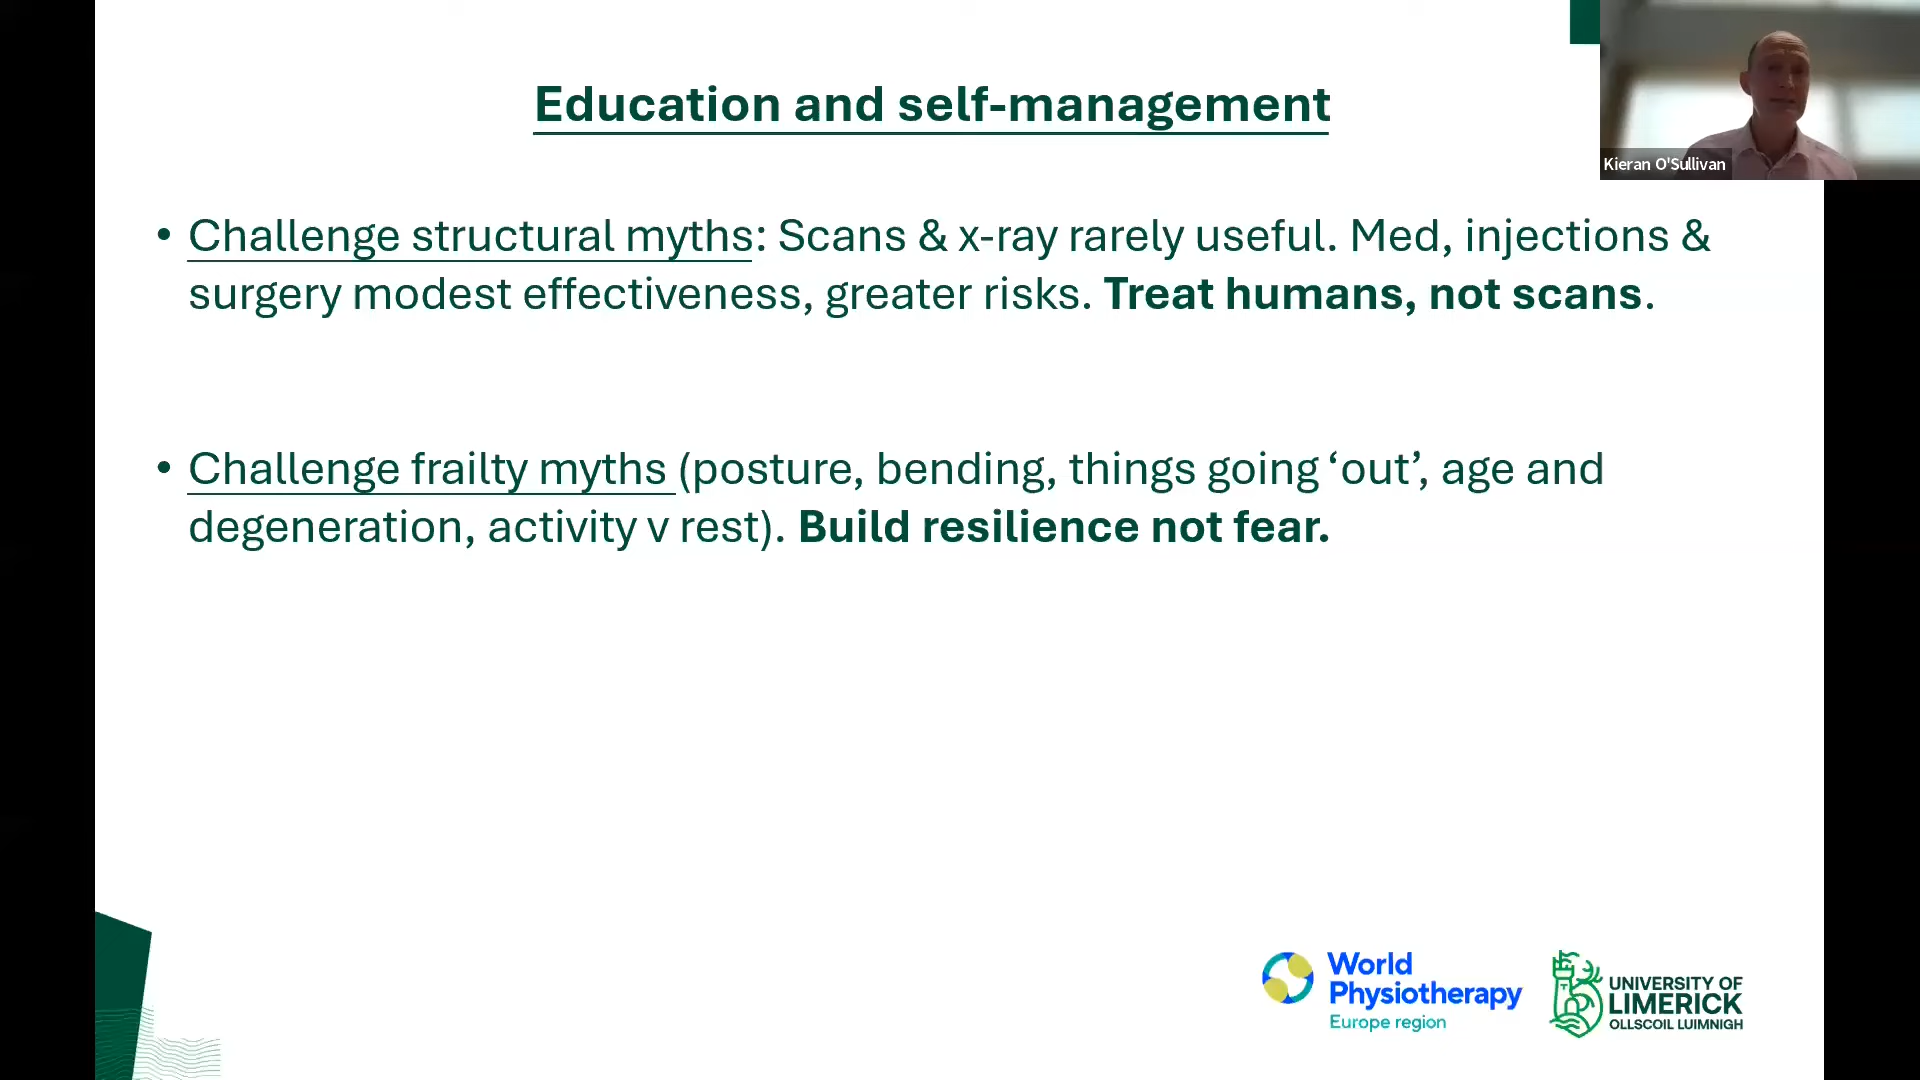 Education and self-management
Kieran O'Sullivan
• Challenge structural myths: Scans & x-ray rarely useful. Med, injections &
surgery modest effectiveness, greater risks. Treat humans, not scans.
• Challenge frailty myths (posture, bending, things going ‘out’, age and
degeneration, activity v rest). Build resilience not fear.
World
Physiotherapy
Europe region
UNIVERSITY OF
LIMERICK
OLLSCOIL LUIMNIGH